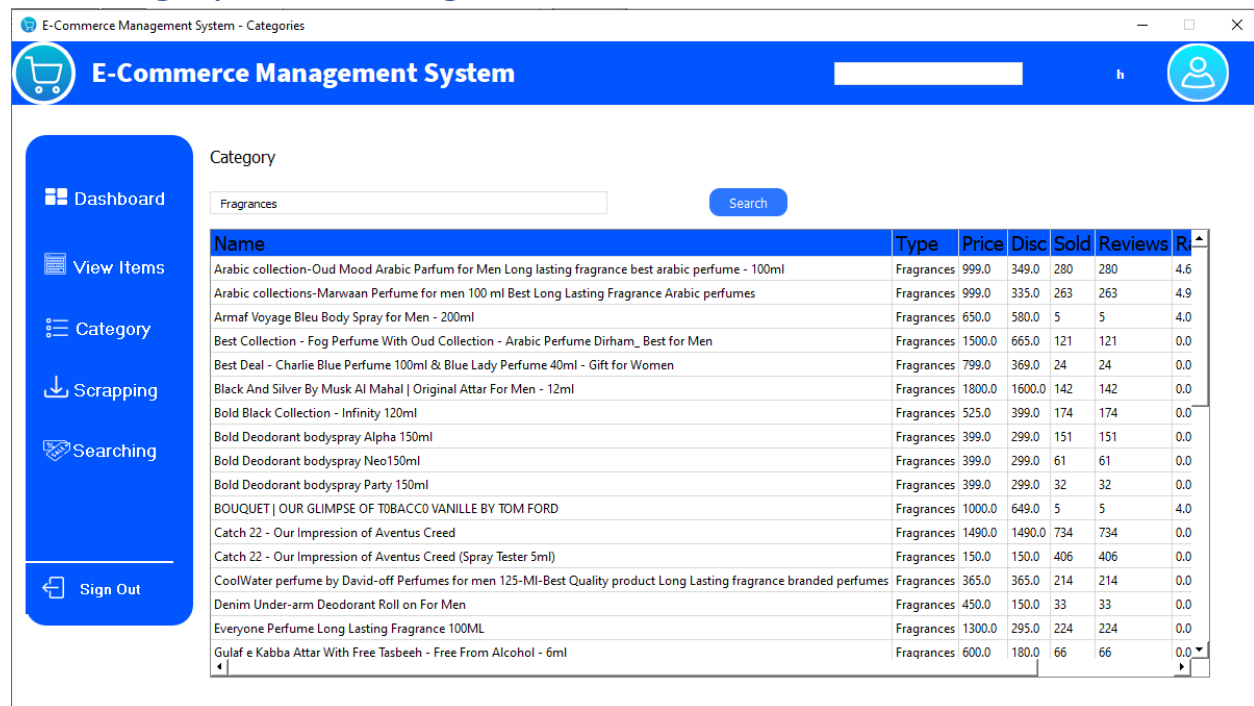 E-Commerce Management System - Categories
E-Commerce Management System
h
Dashboard
View Items
Category
Scrapping
Searching
Sign Out
Category
Fragrances
Search
Name Type Price Disc Sold Reviews
Arabic collection-Oud Mood Arabic Parfum for Men Long lasting fragrance best arabic perfume - 100ml Fragrances 999.0 349.0 280 280 4.6
Arabic collections-Marwaan Perfume for men 100 ml Best Long Lasting Fragrance Arabic perfumes Fragrances 999.0 335.0 263 263 4.9
Armaf Voyage Bleu Body Spray for Men - 200ml Fragrances 650.0 580.0 5 5 4.0
Best Collection - Fog Perfume With Oud Collection - Arabic Perfume Dirham_ Best for Men Fragrances 1500.0 665.0 121 121 0.0
Best Deal - Charlie Blue Perfume 100ml & Blue Lady Perfume 40ml - Gift for Women Fragrances 799.0 369.0 24 24 0.0
Black And Silver By Musk Al Mahal | Original Attar For Men - 12ml Fragrances 1800.0 1600.0 142 142 0.0
Bold Black Collection - Infinity 120ml Fragrances 525.0 399.0 174 174 0.0
Bold Deodorant bodyspray Alpha 150ml Fragrances 399.0 299.0 151 151 0.0
Bold Deodorant bodyspray Neo150ml Fragrances 399.0 299.0 61 61 0.0
Bold Deodorant bodyspray Party 150ml Fragrances 399.0 299.0 32 32 0.0
BOUQUET | OUR GLIMPSE OF T0BACC0 VANILLE BY TOM FORD Fragrances 1000.0 649.0 5 5 4.0
Catch 22 - Our Impression of Aventus Creed Fragrances 1490.0 1490.0 734 734 0.0
Catch 22 - Our Impression of Aventus Creed (Spray Tester 5ml) Fragrances 150.0 150.0 406 406 0.0
CoolWater perfume by David-off Perfumes for men 125-Ml-Best Quality product Long Lasting fragrance branded perfumes Fragrances 365.0 365.0 214 214 0.0
Denim Under-arm Deodorant Roll on For Men Fragrances 450.0 150.0 33 33 0.0
Everyone Perfume Long Lasting Fragrance 100ML Fragrances 1300.0 295.0 224 224 0.0
Gulaf e Kabba Attar With Free Tasbeeh - Free From Alcohol - 6ml Fragrances 600.0 180.0 66 66 0.0